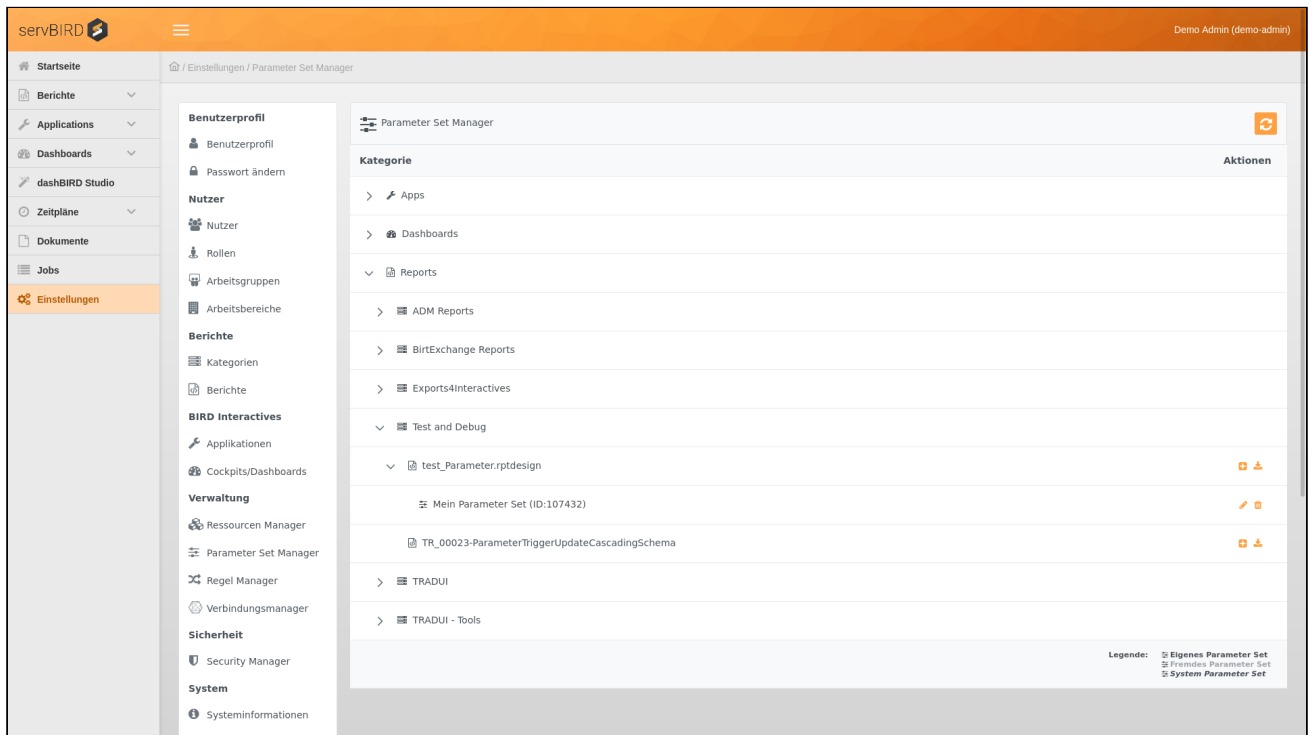 servBIRD
Demo Admin (demo-admin)
Startseite
Berichte
Applications
Dashboards
dashBIRD Studio
Zeitpläne
Dokumente
Jobs
Einstellungen
/ Einstellungen / Parameter Set Manager
Benutzerprofil
Benutzerprofil
Passwort ändern
Nutzer
Nutzer
Rollen
Arbeitsgruppen
Arbeitsbereiche
Berichte
Kategorien
Berichte
BIRD Interactives
Applikationen
Cockpits/Dashboards
Verwaltung
Ressourcen Manager
Parameter Set Manager
Regel Manager
Verbindungsmanager
Sicherheit
Security Manager
System
Systeminformationen
Parameter Set Manager
Kategorie Aktionen
Apps
Dashboards
Reports
ADM Reports
BirtExchange Reports
Exports4Interactives
Test and Debug
test_Parameter.rptdesign
Mein Parameter Set (ID:107432)
TR_00023-ParameterTriggerUpdateCascadingSchema
TRADUI
TRADUI - Tools
Legende: Eigenes Parameter Set
Fremdes Parameter Set
System Parameter Set